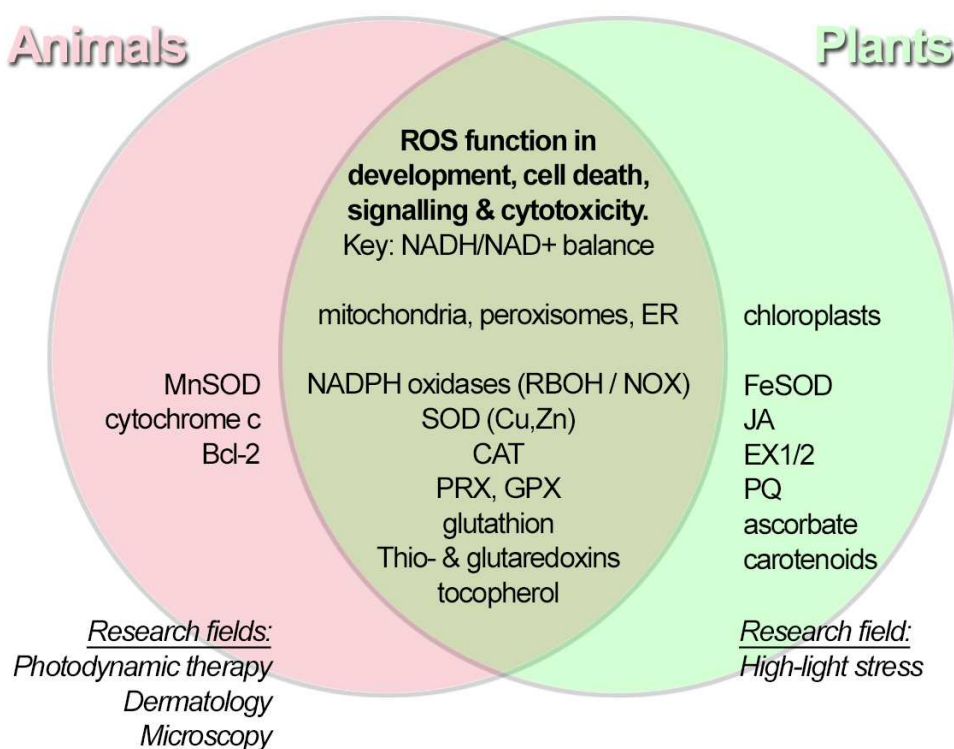 Animals
Plants
ROS function in
development, cell death,
signalling & cytotoxicity.
Key: NADH/NAD+ balance
mitochondria, peroxisomes, ER
chloroplasts
MnSOD
cytochrome c
Bcl-2
NADPH oxidases (RBOH / NOX)
SOD (Cu,Zn)
CAT
PRX, GPX
glutathion
Thio- & glutaredoxins
tocopherol
FeSOD
JA
EX1/2
PQ
ascorbate
carotenoids
Research fields:
Photodynamic therapy
Dermatology
Microscopy
Research field:
High-light stress